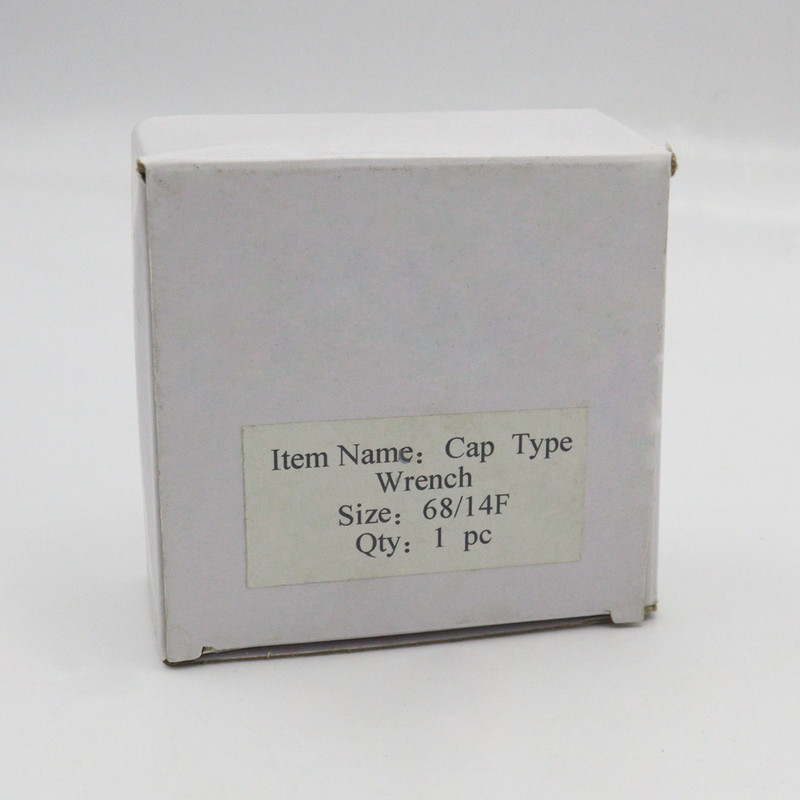 Item Name： Cap Type
Wrench
Size： 68/14F
Qty： 1 pc